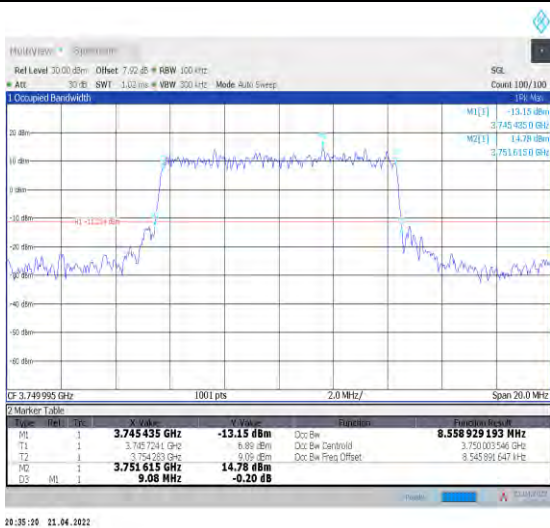 MultiView Spectrum
Ref Level 30.00 dBm Offset 7.92 dB RBW 100 kHz SGL
Att 30 dB SWT 1.02 ms VBW 300 kHz Mode Auto Sweep Count 100/100
1 Occupied Bandwidth 1Pk Max
M1[1] -13.15 dBm
3.745 435 0 GHz
M2[1] 14.78 dBm
3.751 615 0 GHz
20 dBm
10 dBm
0 dBm
-10 dBm
-20 dBm
-30 dBm
-40 dBm
-50 dBm
-60 dBm
CF 3.749 995 GHz 1001 pts 2.0 MHz/ Span 20.0 MHz
2 Marker Table
Type Ref Trc X-Value Y-Value Function Function Result
M1 1 3.745 435 GHz -13.15 dBm Occ Bw 8.558 929 193 MHz
T1 1 3.745 724 1 GHz 6.89 dBm Occ Bw Centroid 3.750 003 546 GHz
T2 1 3.754 283 GHz 9.09 dBm Occ Bw Freq Offset 8.545 891 647 kHz
M2 1 3.751 615 GHz 14.78 dBm
D3 M1 1 9.08 MHz -0.20 dB
20:35:20 21.04.2022